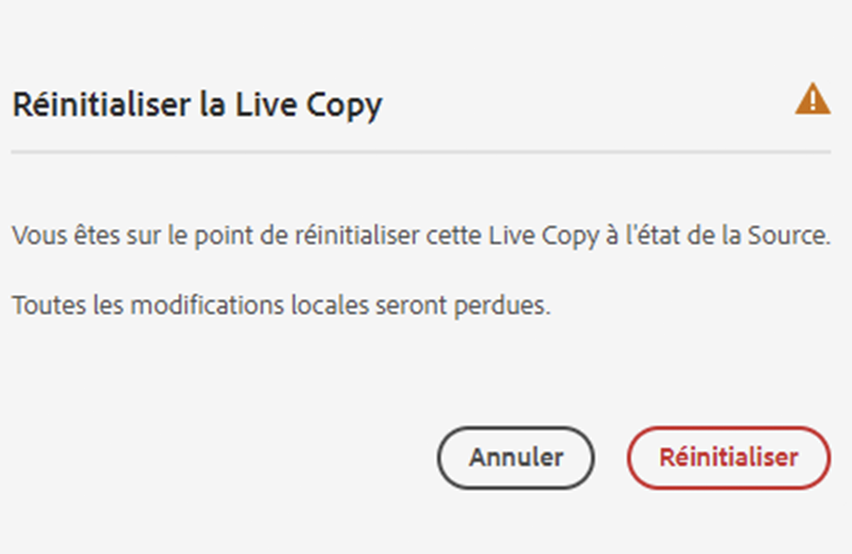 Réinitialiser la Live Copy
Vous êtes sur le point de réinitialiser cette Live Copy à l'état de la Source.
Toutes les modifications locales seront perdues.
Annuler
Réinitialiser